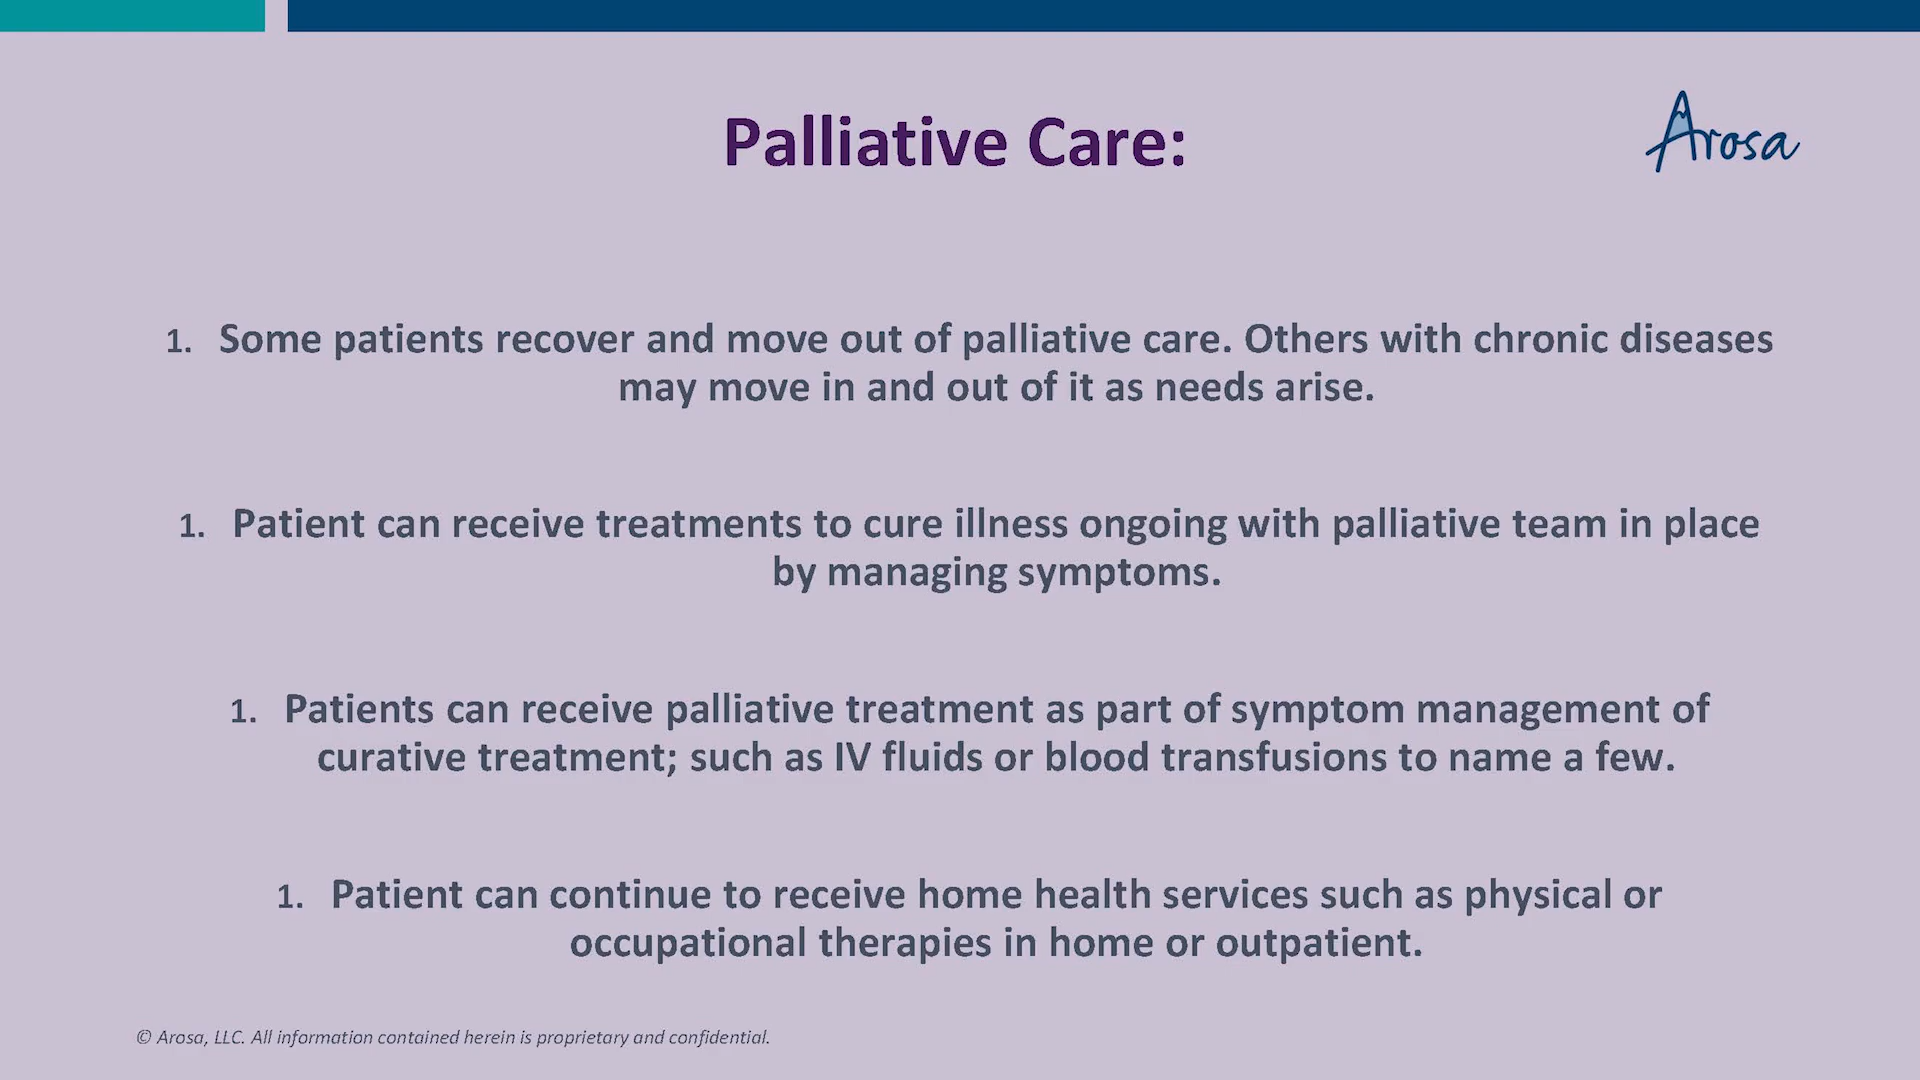 Palliative Care:
Arosa
1. Some patients recover and move out of palliative care. Others with chronic diseases
may move in and out of it as needs arise.
1. Patient can receive treatments to cure illness ongoing with palliative team in place
by managing symptoms.
1. Patients can receive palliative treatment as part of symptom management of
curative treatment; such as IV fluids or blood transfusions to name a few.
1. Patient can continue to receive home health services such as physical or
occupational therapies in home or outpatient.
© Arosa, LLC. All information contained herein is proprietary and confidential.